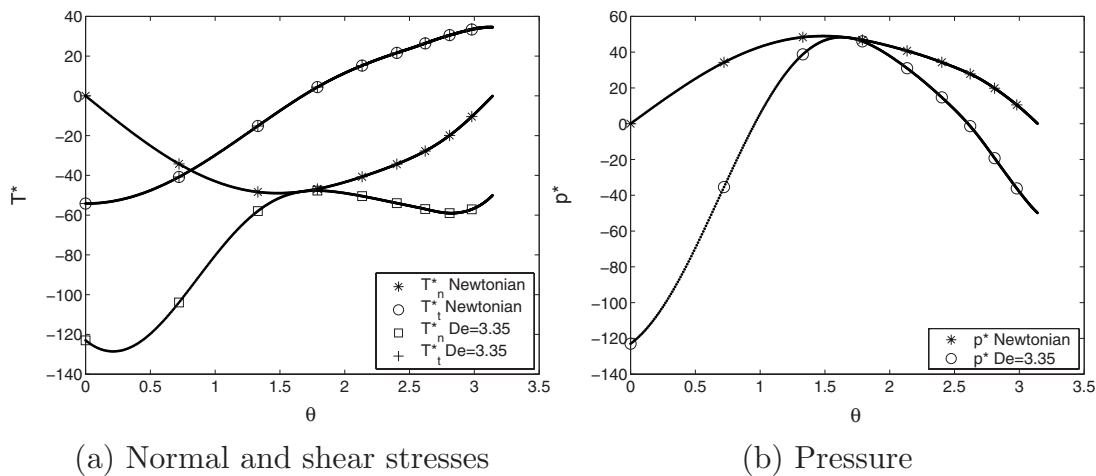 40
20
0
−20
−40
−60
−80
−100
−120
−140
0 0.5 1 1.5 2 2.5 3 3.5
T*
θ
T*n Newtonian
T*t Newtonian
T*n De=3.35
T*t De=3.35
(a) Normal and shear stresses
60
40
20
0
−20
−40
−60
−80
−100
−120
−140
0 0.5 1 1.5 2 2.5 3 3.5
p*
θ
p* Newtonian
p* De=3.35
(b) Pressure